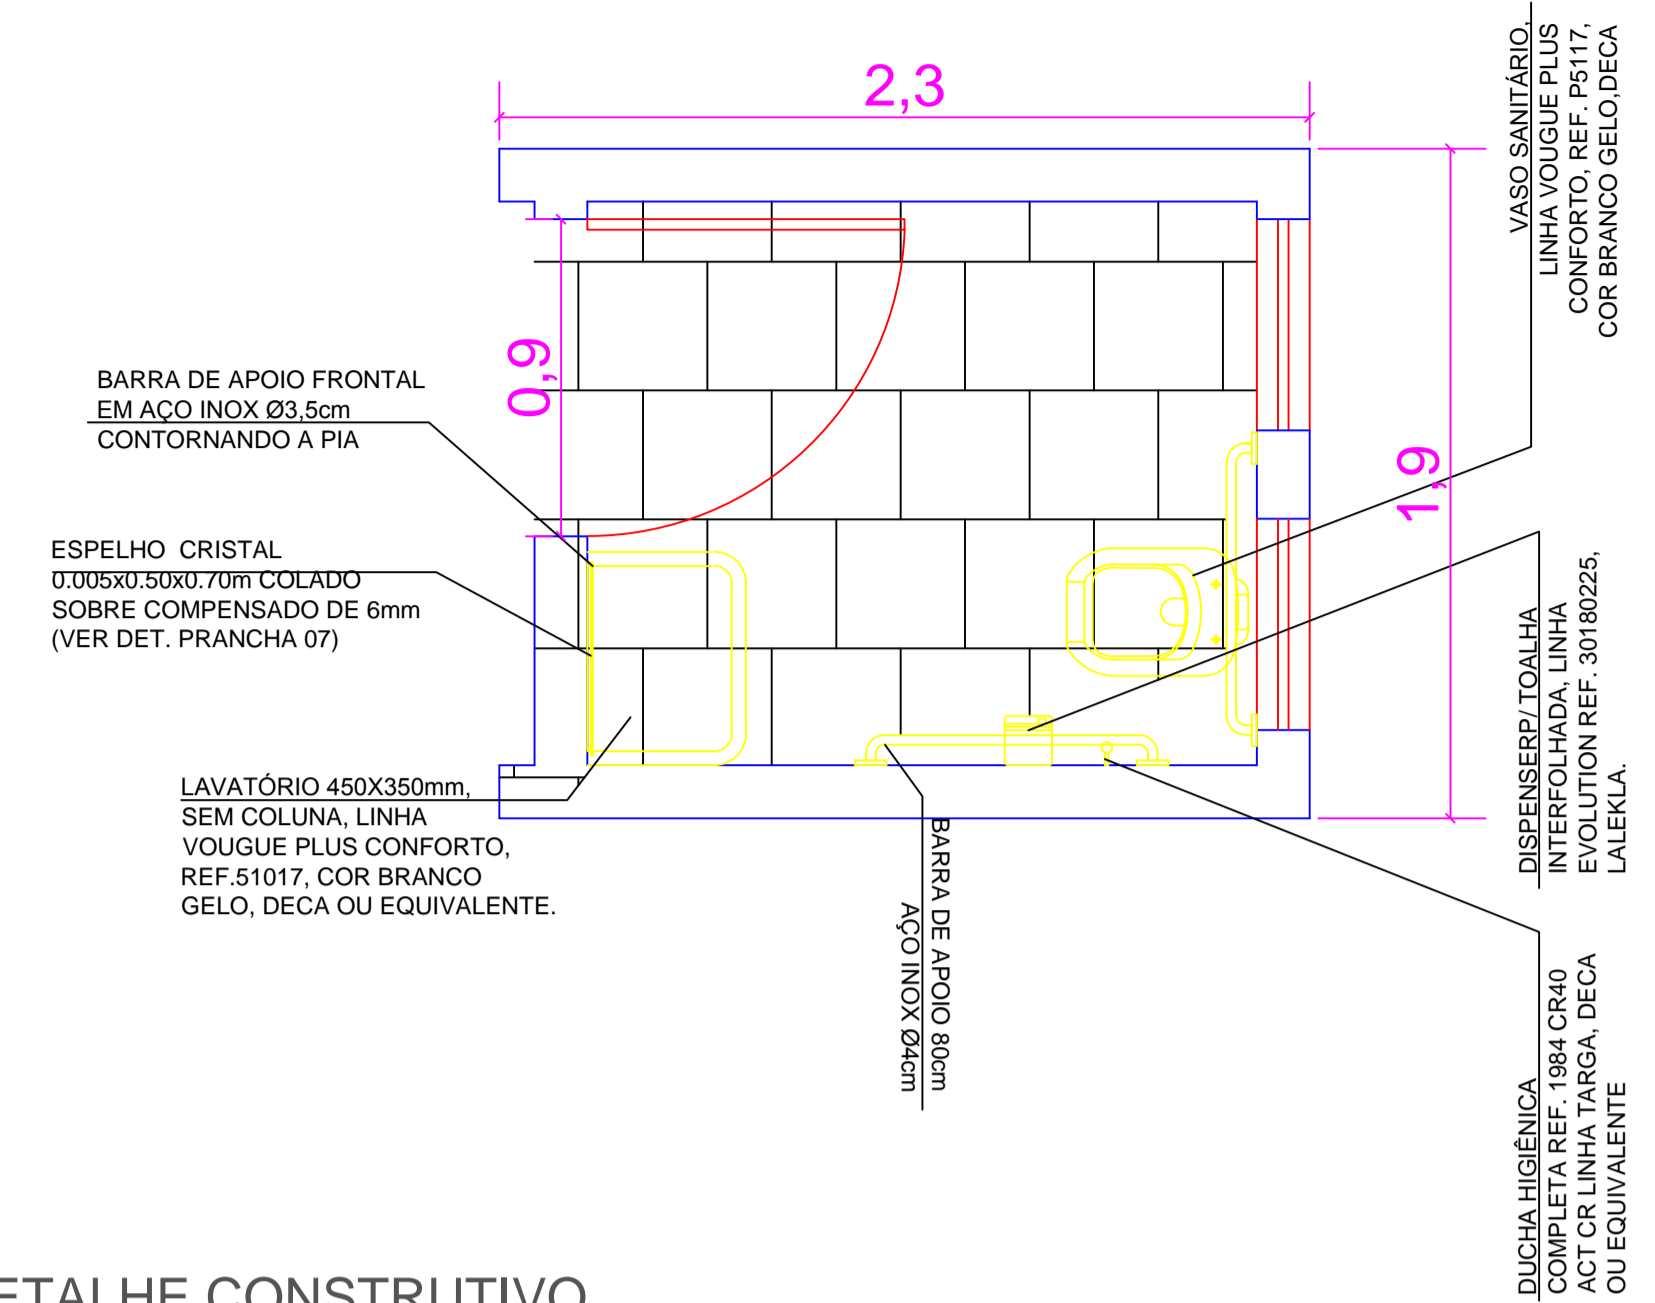 2,3
VASO SANITÁRIO,
LINHA VOUGUE PLUS
CONFORTO, REF. P5117,
COR BRANCO GELO,DECA
0,9
BARRA DE APOIO FRONTAL
EM AÇO INOX Ø3,5cm
CONTORNANDO A PIA
1,9
ESPELHO CRISTAL
0.005x0.50x0.70m COLADO
SOBRE COMPENSADO DE 6mm
(VER DET. PRANCHA 07)
DISPENSERP/ TOALHA
INTERFOLHADA, LINHA
EVOLUTION REF. 30180225,
LALEKLA.
LAVATÓRIO 450X350mm,
SEM COLUNA, LINHA
VOUGUE PLUS CONFORTO,
REF.51017, COR BRANCO
GELO, DECA OU EQUIVALENTE.
BARRA DE APOIO 80cm
AÇO INOX Ø4cm
DUCHA HIGIÊNICA
COMPLETA REF. 1984 CR40
ACT CR LINHA TARGA, DECA
OU EQUIVALENTE
ETALHE CONSTRUTIVO